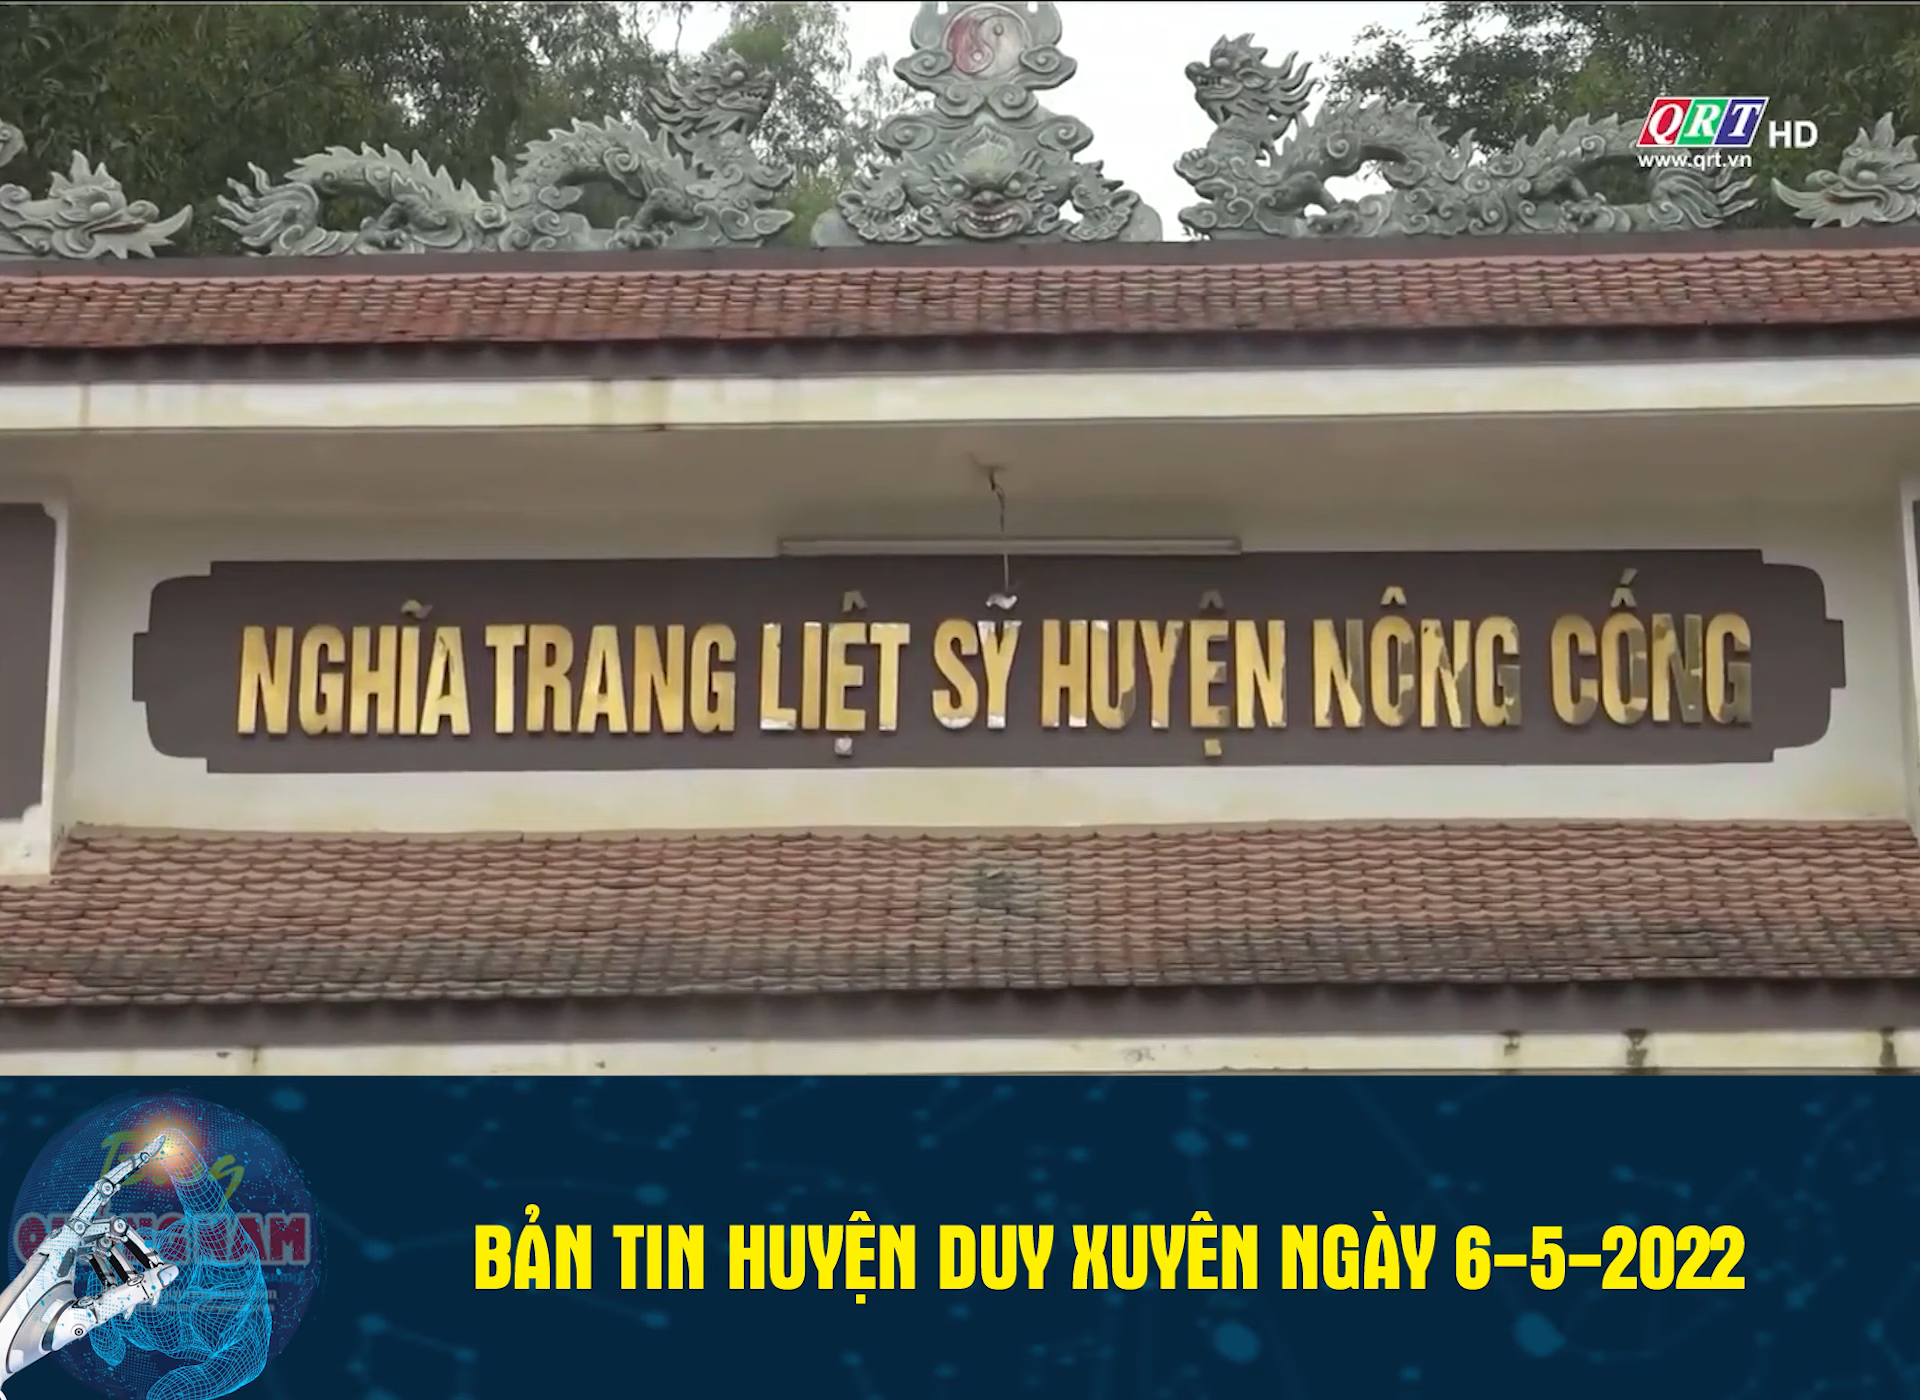 QRT HD
www.qrt.vn
NGHĨA TRANG LIỆT SỸ HUYỆN NÔNG CỐNG
BẢN TIN HUYỆN DUY XUYÊN NGÀY 6-5-2022